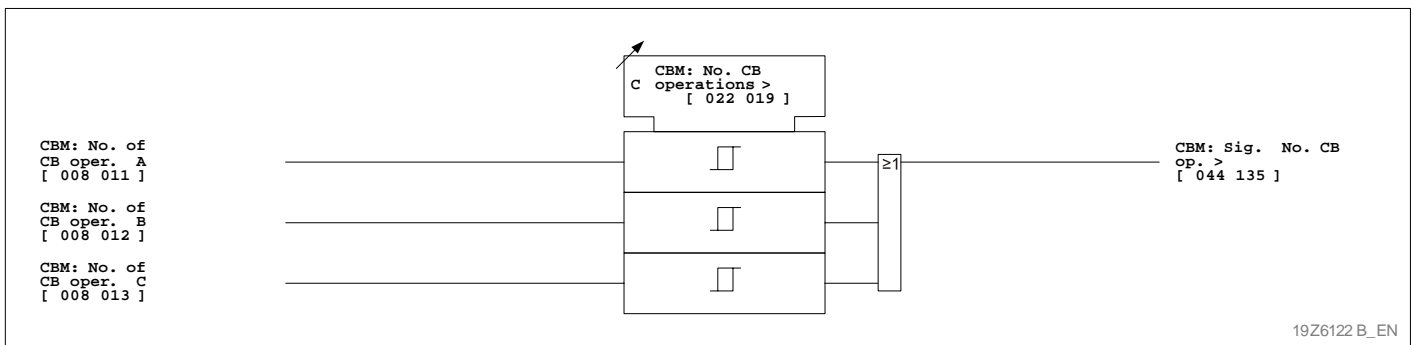 CBM: No. CB
C operations >
[ 022 019 ]
CBM: No. of
CB oper. A
[ 008 011 ]
≥1
CBM: Sig. No. CB
op. >
[ 044 135 ]
CBM: No. of
CB oper. B
[ 008 012 ]
CBM: No. of
CB oper. C
[ 008 013 ]
19Z6122 B_EN